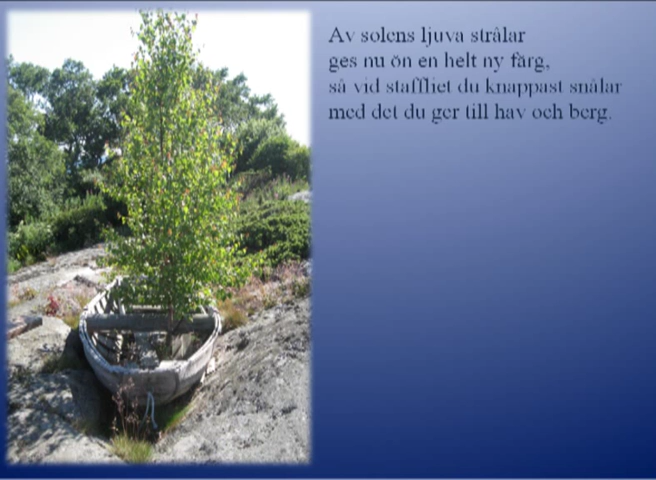 Av solens ljuva strålar
ges nu ön en helt ny färg,
så vid staffliet du knappast snålar
med det du ger till hav och berg.